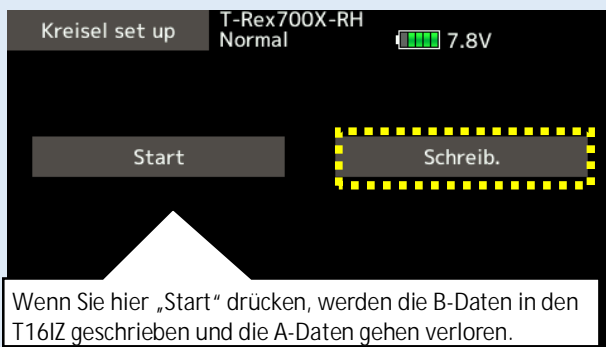 Kreisel set up
T-Rex700X-RH
Normal
7.8V
Start
Schreib.
Wenn Sie hier „Start“ drücken, werden die B-Daten in den
T16IZ geschrieben und die A-Daten gehen verloren.